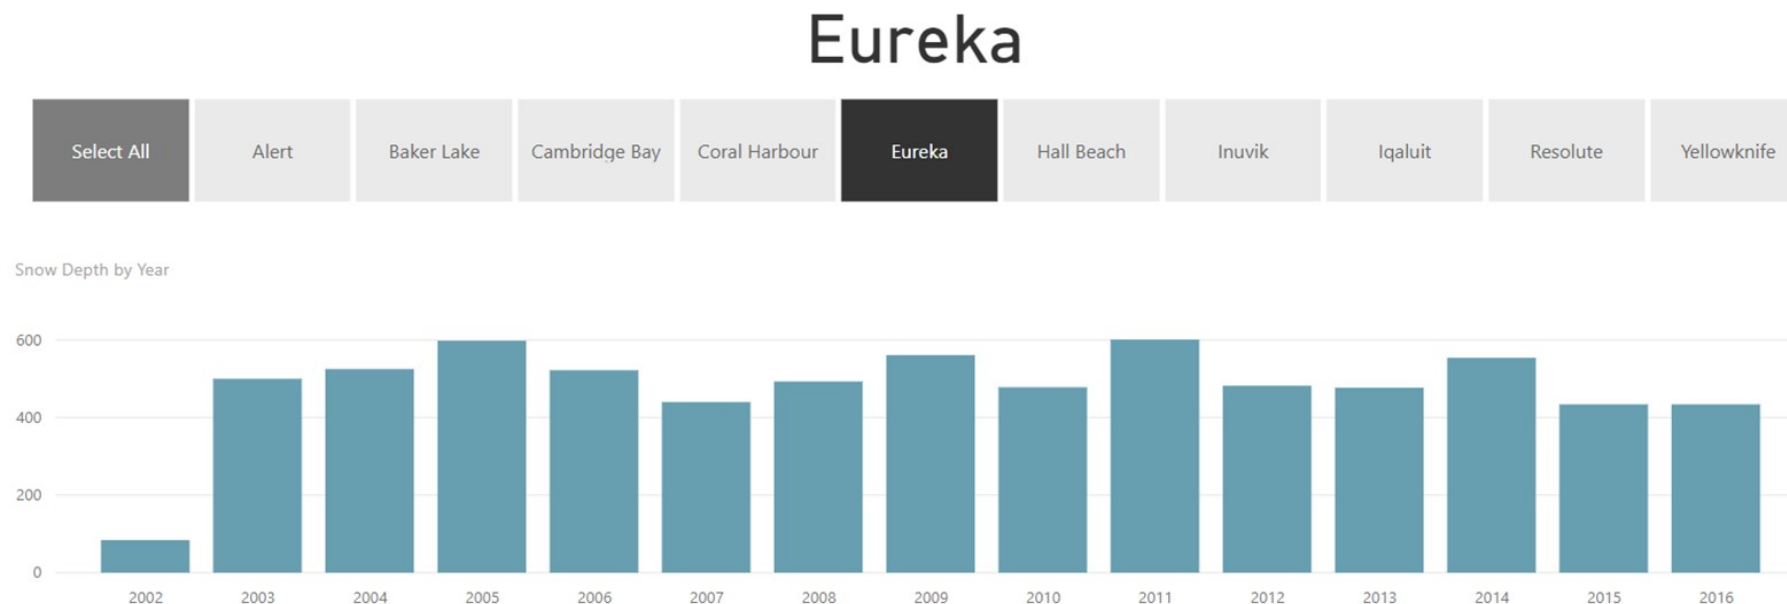 Eureka
Select All Alert Baker Lake Cambridge Bay Coral Harbour Eureka Hall Beach Inuvik Iqaluit Resolute Yellowknife
Snow Depth by Year
600
400
200
0
2002 2003 2004 2005 2006 2007 2008 2009 2010 2011 2012 2013 2014 2015 2016